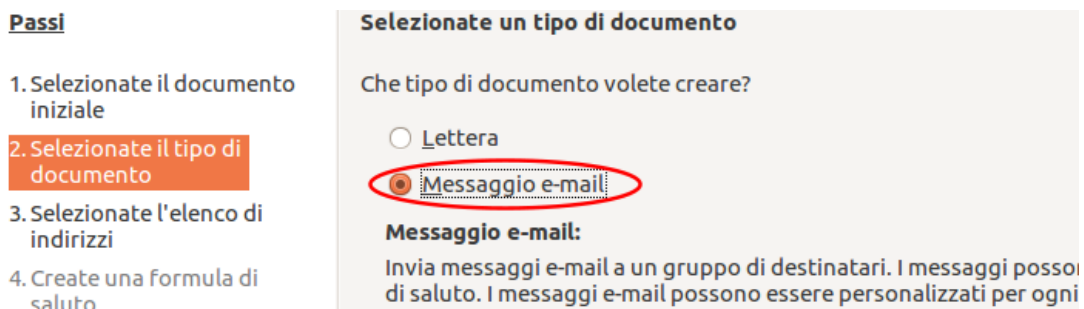 Passi
1. Selezionate il documento
iniziale
2. Selezionate il tipo di
documento
3. Selezionate l'elenco di
indirizzi
4. Create una formula di
saluto
Selezionate un tipo di documento
Che tipo di documento volete creare?
Lettera
Messaggio e-mail
Messaggio e-mail:
Invia messaggi e-mail a un gruppo di destinatari. I messaggi
di saluto. I messaggi e-mail possono essere personalizzati per ogni